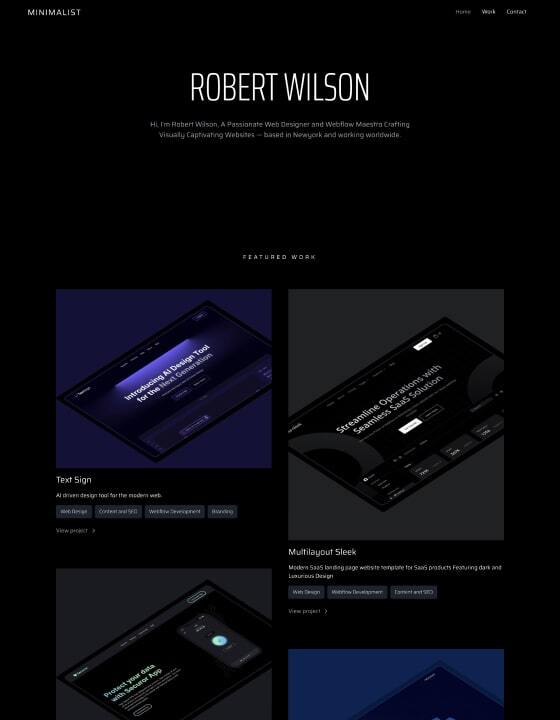 MINIMALIST
Home Work Contact
ROBERT WILSON
Hi, I'm Robert Wilson, A Passionate Web Designer and Webflow Maestro Crafting
Visually Captivating Websites — based in Newyork and working worldwide.
FEATURED WORK
Introducing AI Design Tool
for the Next Generation
Text Sign
AI driven design tool for the modern web.
Web Design Content and SEO Webflow Development Branding
View project
Streamline Operations with
Seamless SaaS Solution
Multilayout Sleek
Modern SaaS landing page website template for SaaS products Featuring dark and
Luxurious Design
Web Design Webflow Development Content and SEO
View project
Protect your data
with Securor App